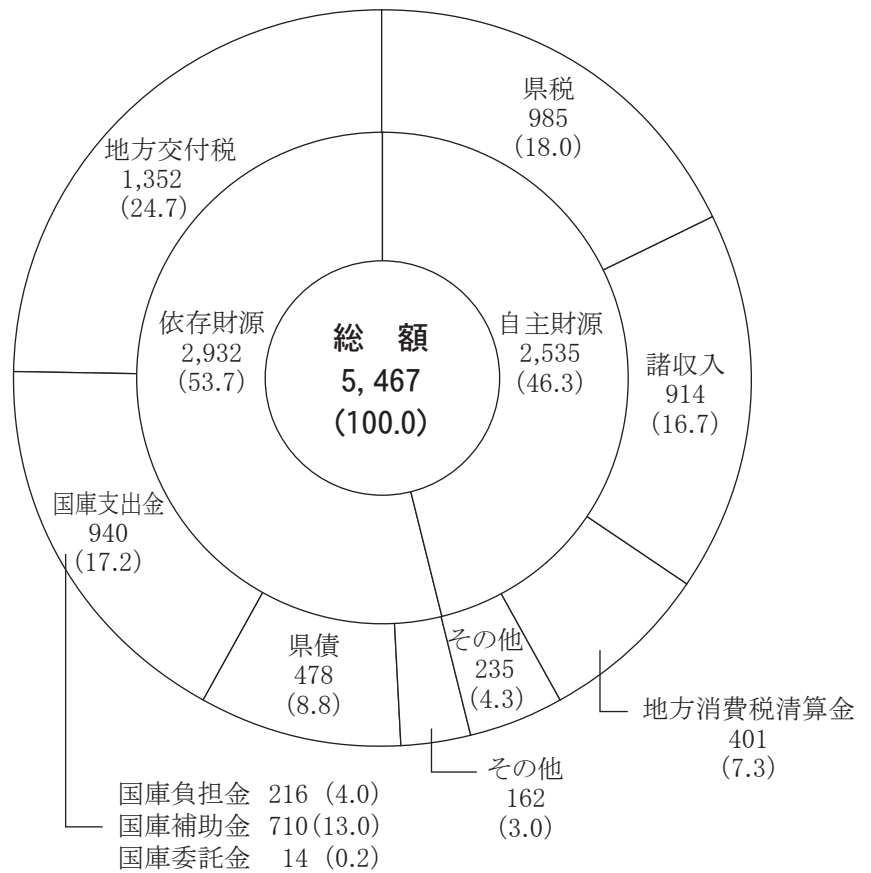 県税
985
(18.0)
地方交付税
1,352
(24.7)
依存財源
2,932
(53.7)
総　額
5,467
(100.0)
自主財源
2,535
(46.3)
諸収入
914
(16.7)
国庫支出金
940
(17.2)
県債
478
(8.8)
その他
235
(4.3)
地方消費税清算金
401
(7.3)
その他
162
(3.0)
国庫負担金 216 (4.0)
国庫補助金 710(13.0)
国庫委託金 14 (0.2)